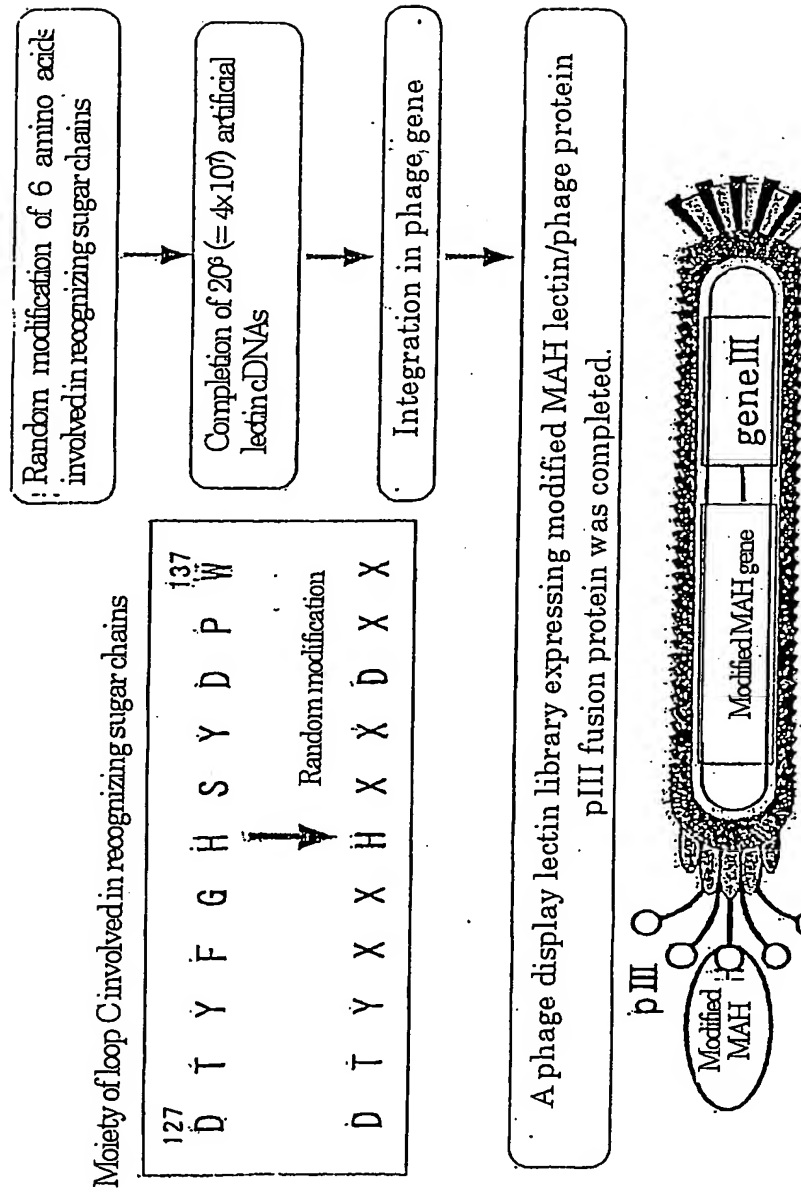 Moiety of loop C involved in recognizing sugar chains
127 137
D T Y F G H S Y D P W
Random modification
D T Y X X H X X D X X
Random modification of 6 amino acids
involved in recognizing sugar chains
Completion of 20⁶ (= 4×10⁷) artificial
lectin cDNAs
Integration in phage, gene
A phage display lectin library expressing modified MAH lectin/phage protein
pIII fusion protein was completed.
pIII
Modified
MAH
Modified MAH gene
geneIII